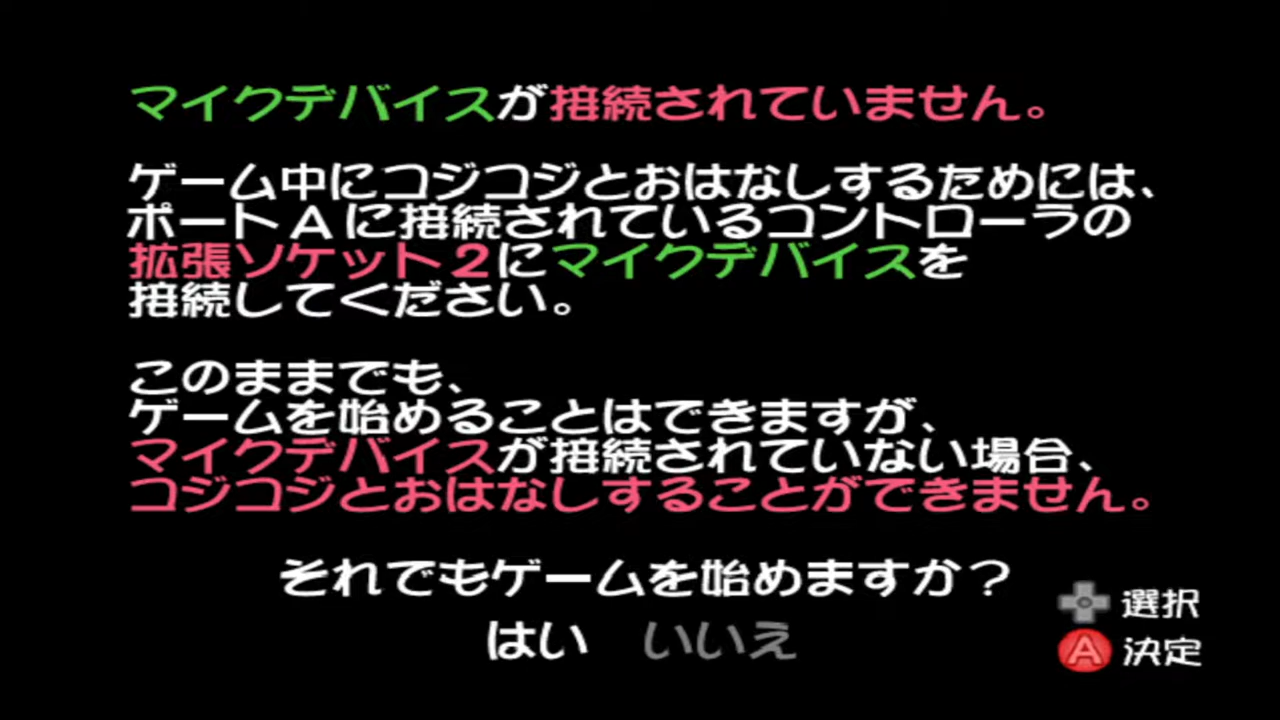 マイクデバイスが接続されていません。
ゲーム中にコジコジとおはなしするためには、
ポートAに接続されているコントローラの
拡張ソケット2にマイクデバイスを
接続してください。
このままでも、
ゲームを始めることはできますが、
マイクデバイスが接続されていない場合、
コジコジとおはなしすることができません。
それでもゲームを始めますか？
はい　いいえ
選択
A 決定